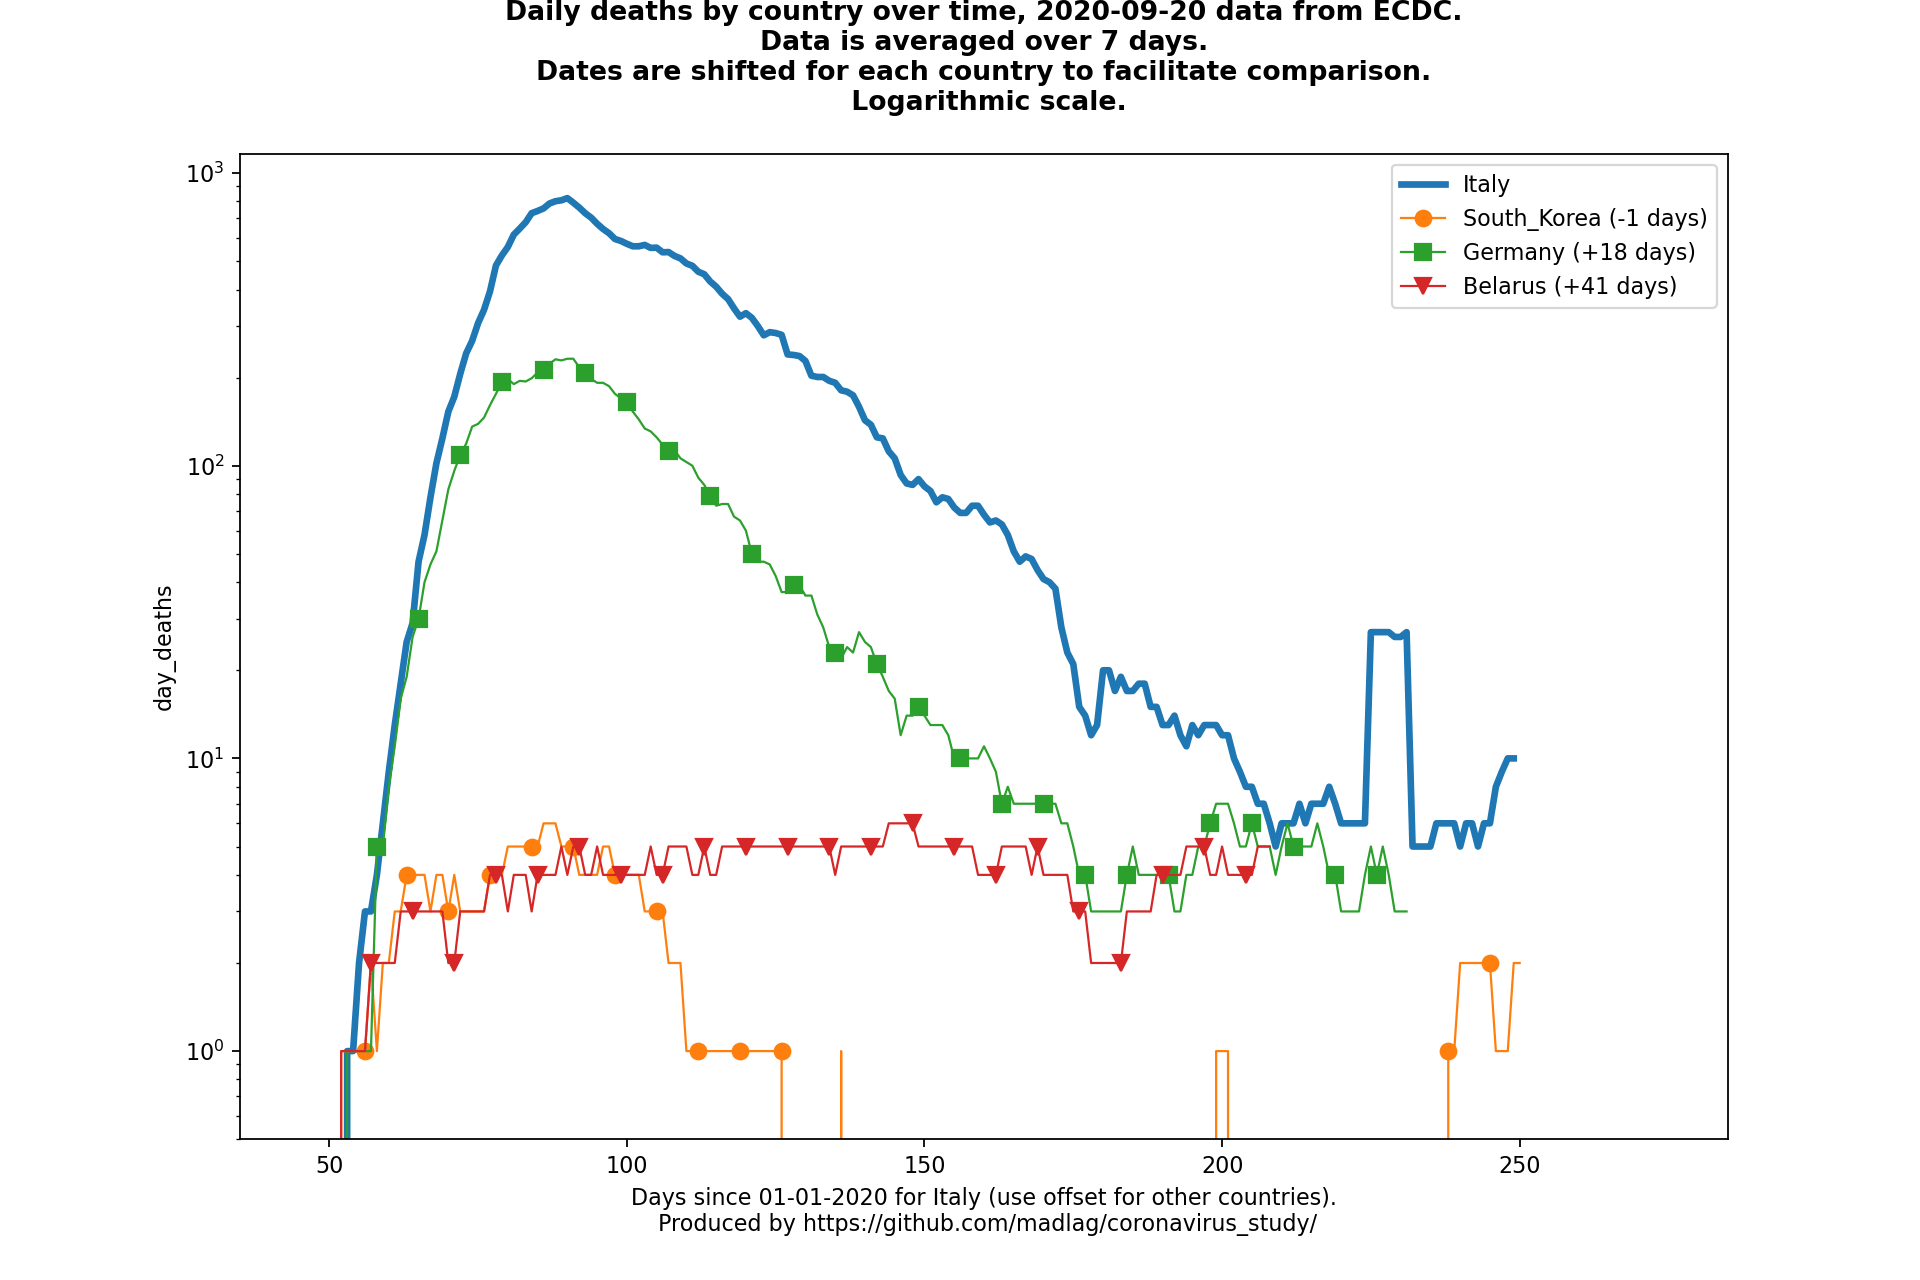 Daily deaths by country over time, 2020-09-20 data from ECDC.
Data is averaged over 7 days.
Dates are shifted for each country to facilitate comparison.
Logarithmic scale.
Italy
South_Korea (-1 days)
Germany (+18 days)
Belarus (+41 days)
day_deaths
10³
10²
10¹
10⁰
50 100 150 200 250
Days since 01-01-2020 for Italy (use offset for other countries).
Produced by https://github.com/madlag/coronavirus_study/